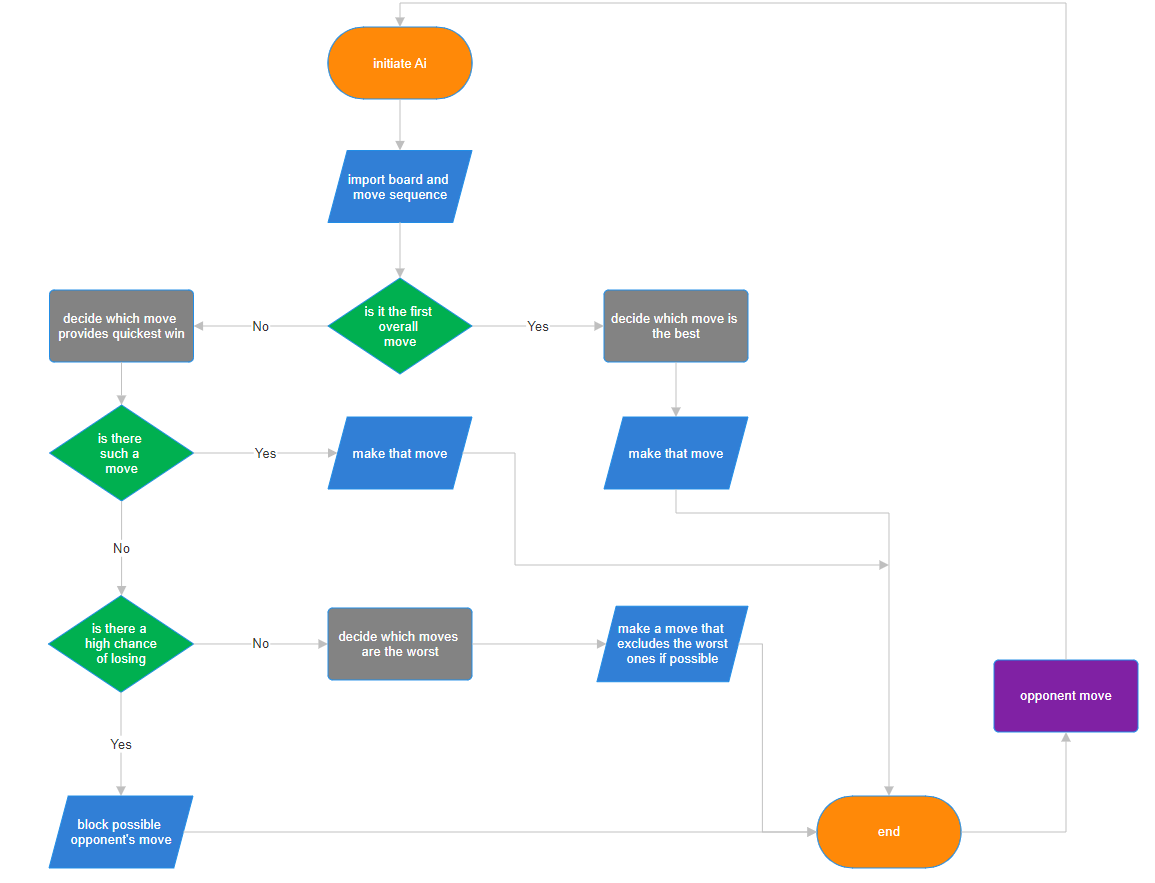 initiate Ai
import board and
move sequence
is it the first
overall
move
No
Yes
decide which move
provides quickest win
decide which move is
the best
is there
such a
move
Yes
make that move
make that move
No
is there a
high chance
of losing
No
decide which moves
are the worst
make a move that
excludes the worst
ones if possible
opponent move
Yes
block possible
opponent's move
end